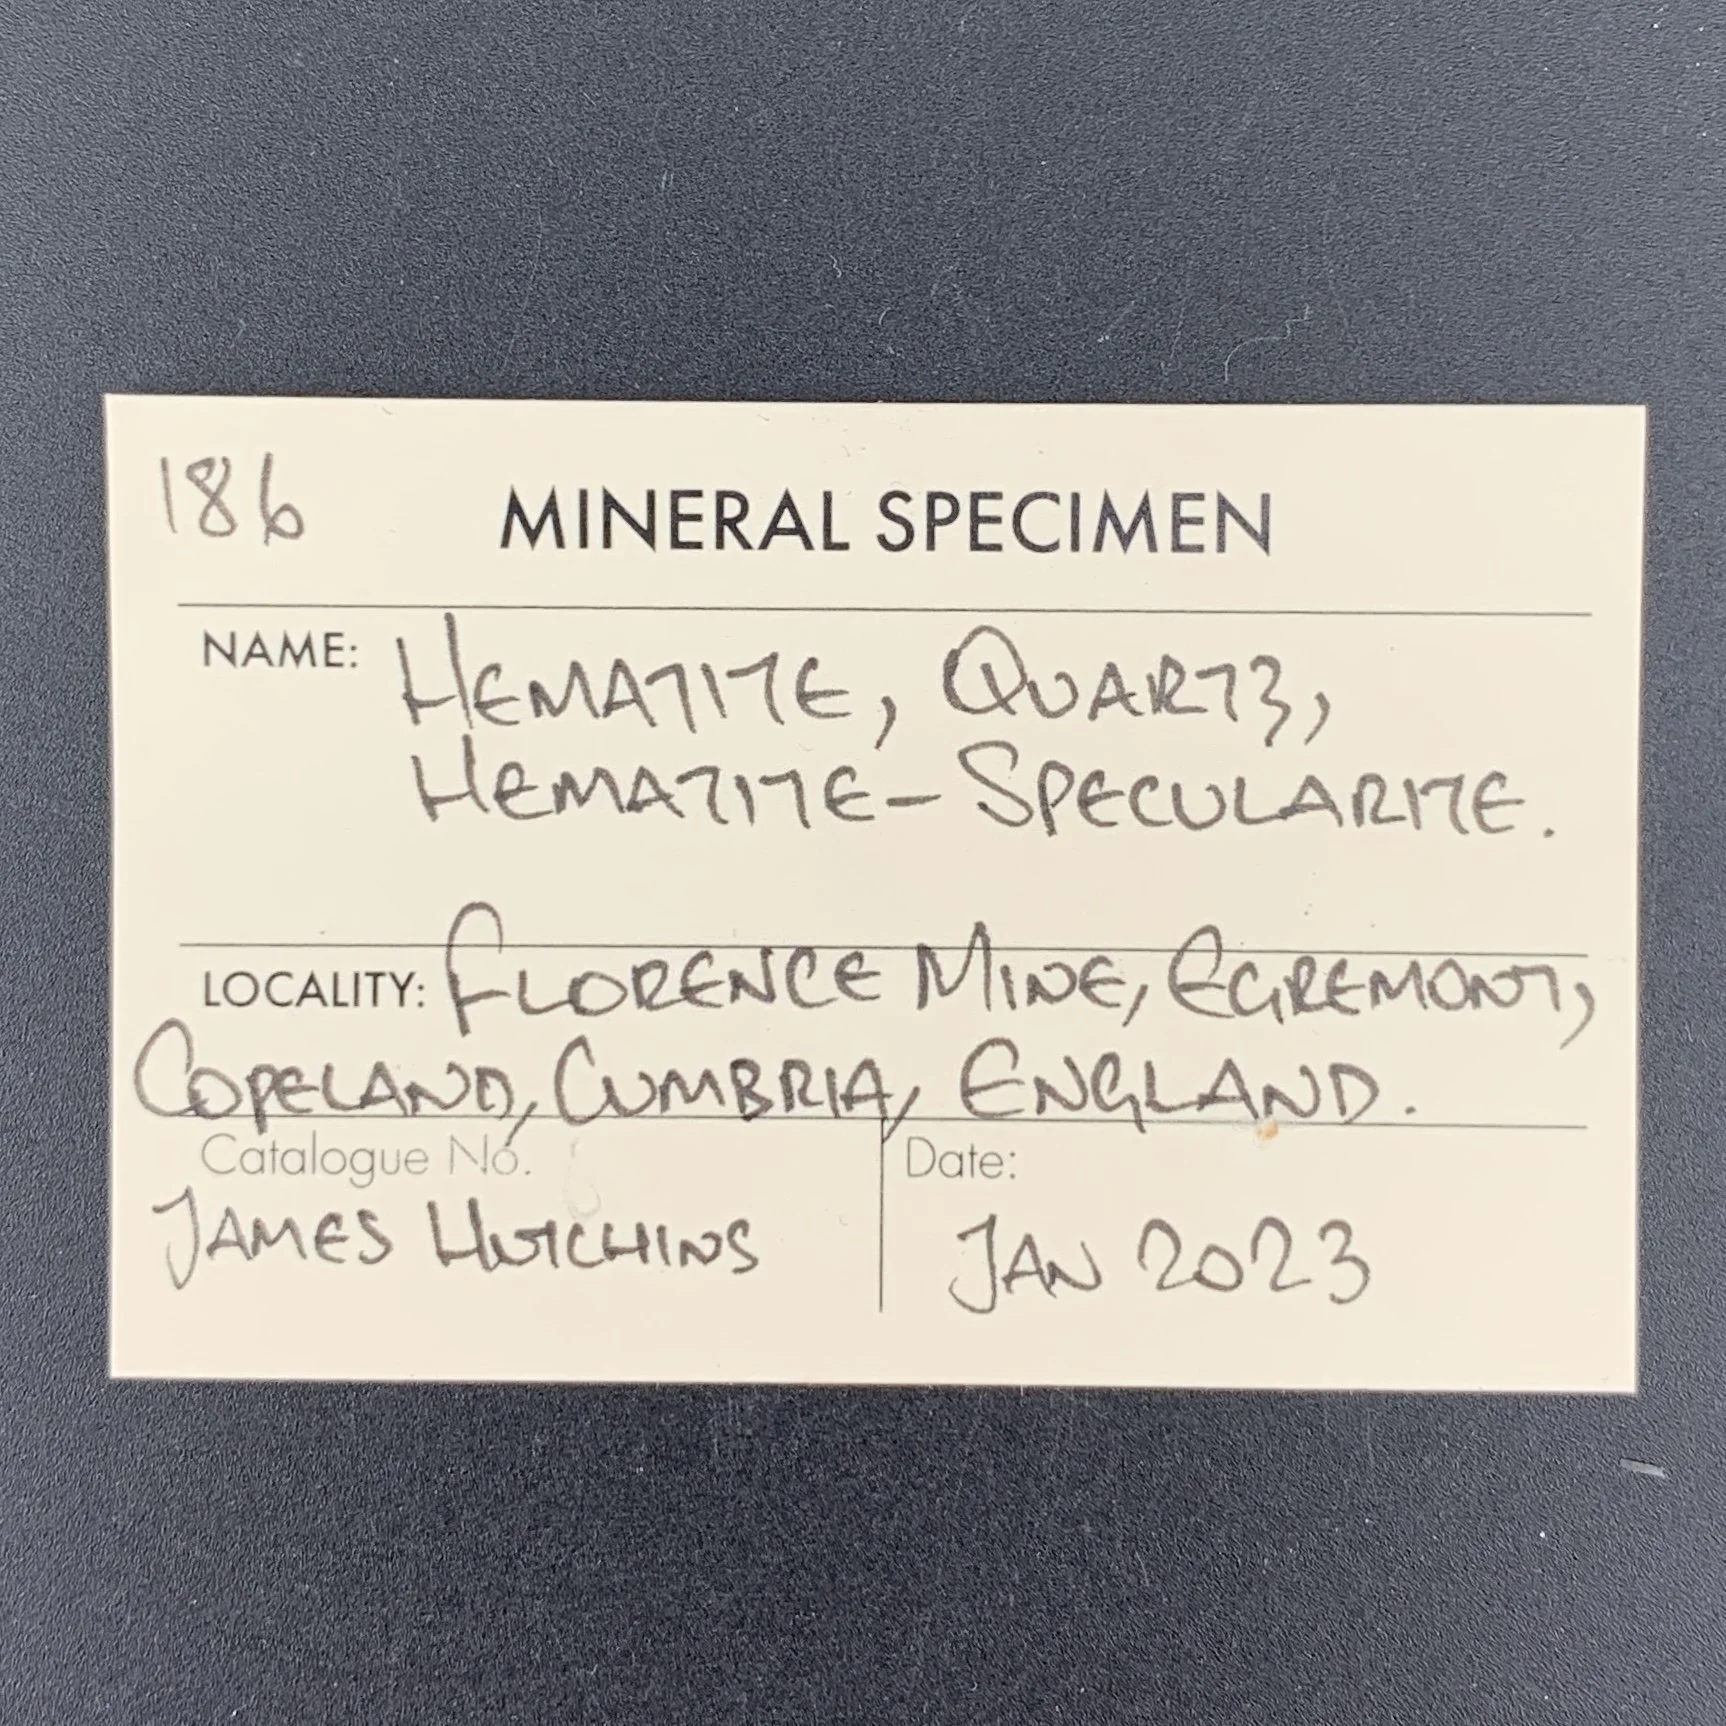 186
MINERAL SPECIMEN
NAME: HEMATITE, QUARTZ,
HEMATITE - SPECULARITE.
LOCALITY: FLORENCE MINE, EGREMONT,
COPELAND, CUMBRIA, ENGLAND.
Catalogue No. Date:
JAMES HUTCHINS JAN 2023